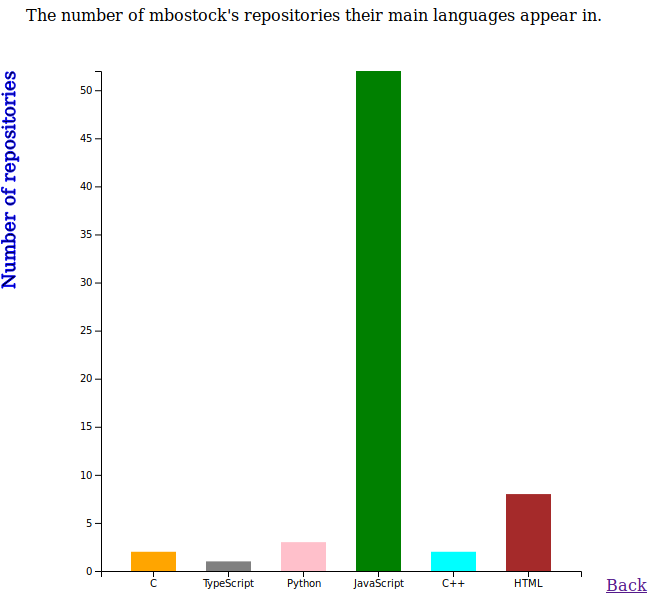 The number of mbostock's repositories their main languages appear in.
Number of repositories
50
45
40
35
30
25
20
15
10
5
0
C TypeScript Python JavaScript C++ HTML
Back